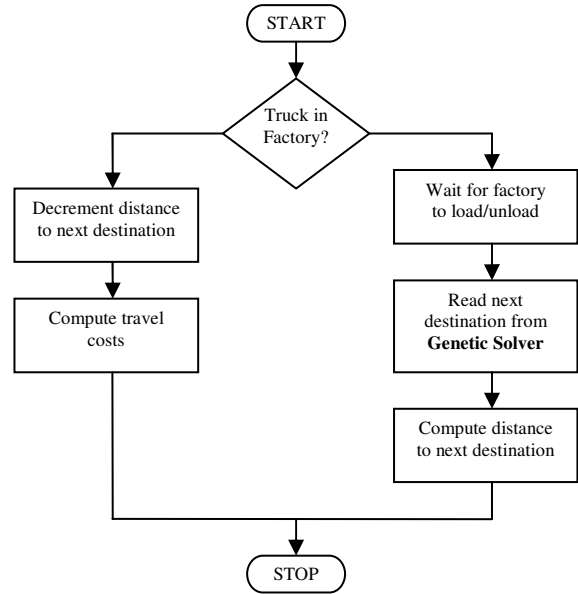 START
Truck in
Factory?
Decrement distance
to next destination
Compute travel
costs
Wait for factory
to load/unload
Read next
destination from
Genetic Solver
Compute distance
to next destination
STOP